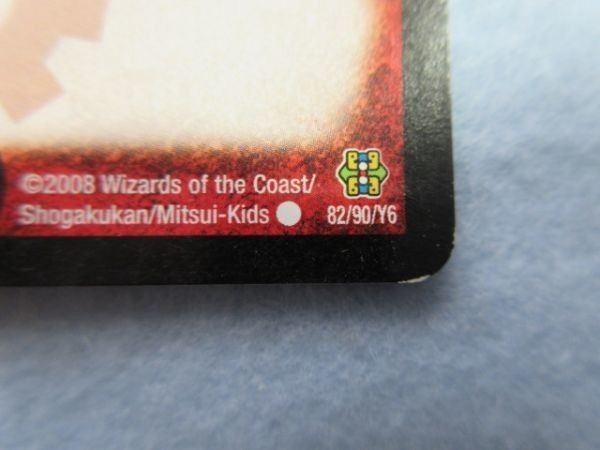 ©2008 Wizards of the Coast/
Shogakukan/Mitsui-Kids
82/90/Y6